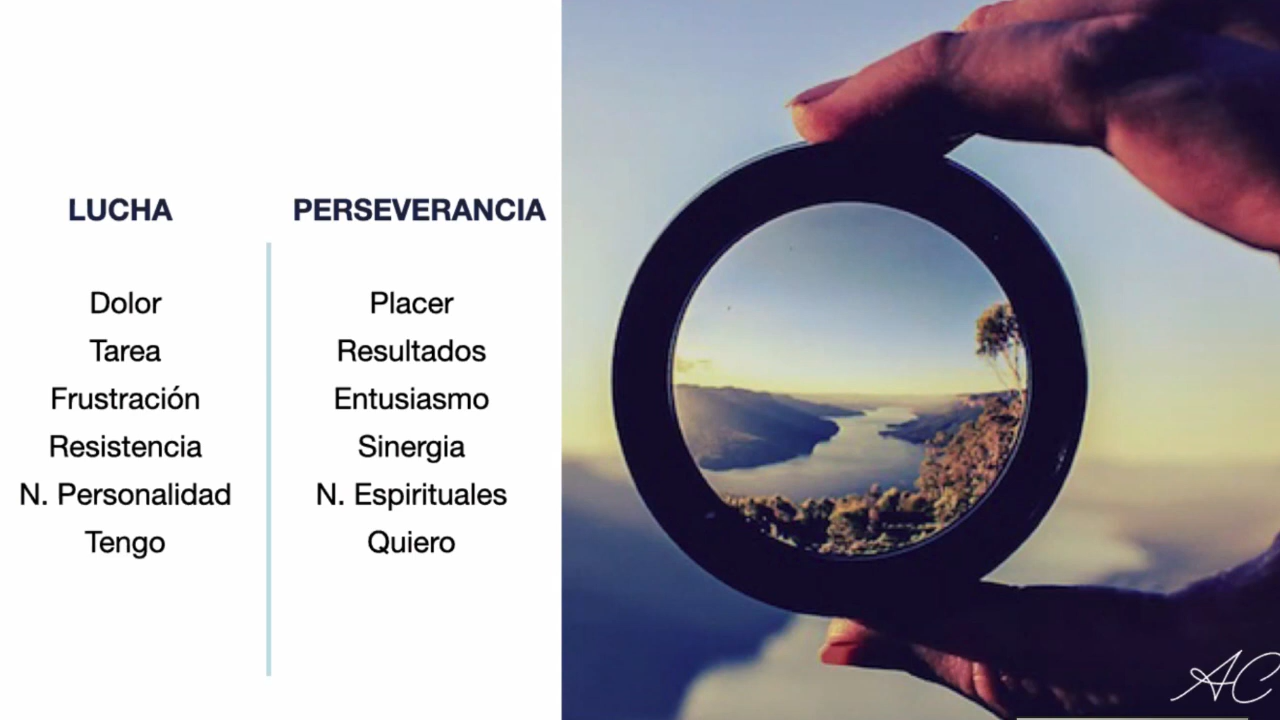 LUCHA PERSEVERANCIA
Dolor Placer
Tarea Resultados
Frustración Entusiasmo
Resistencia Sinergia
N. Personalidad N. Espirituales
Tengo Quiero
AC